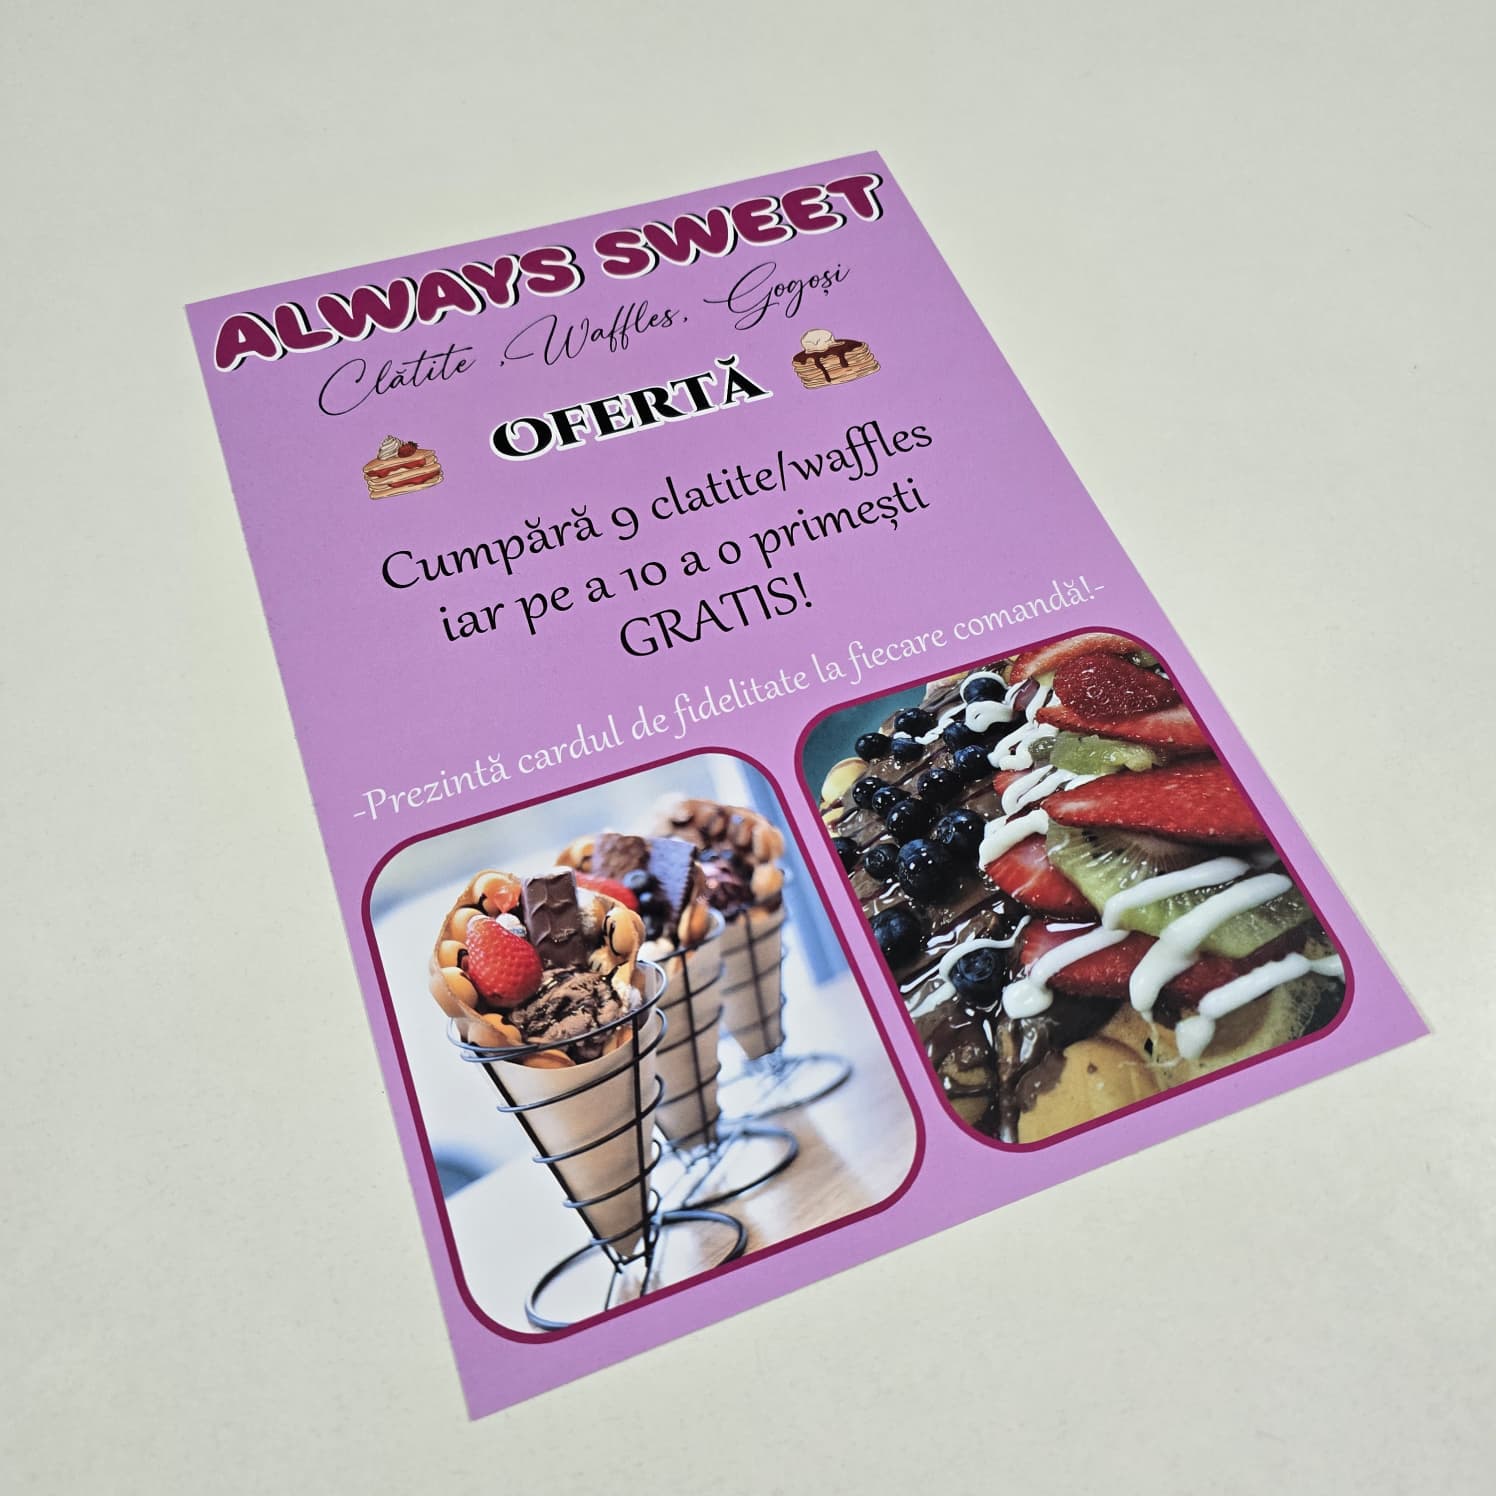 ALWAYS SWEET
Clătite ,Waffles, Gogoși
OFERTĂ
Cumpără 9 clatite/waffles
iar pe a 10 a o primești
GRATIS!
-Prezintă cardul de fidelitate la fiecare comandă!-